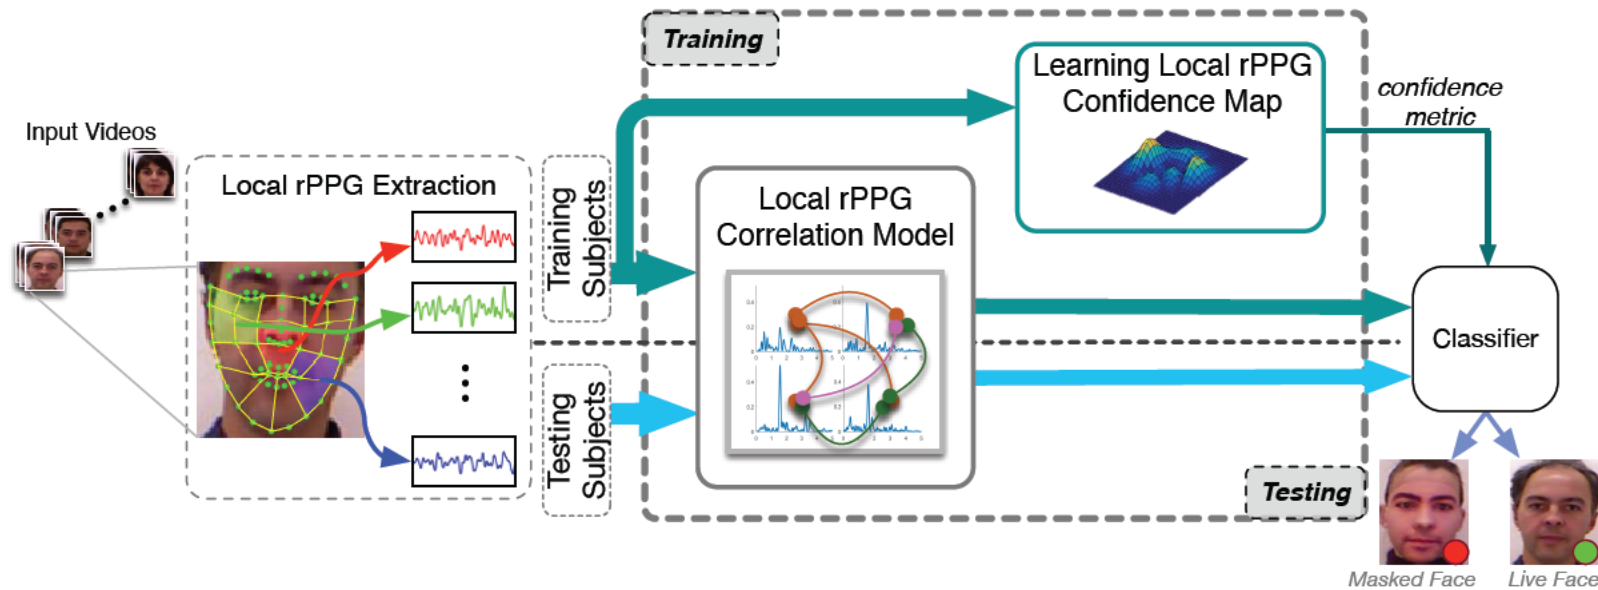 Input Videos
Local rPPG Extraction
Training
Subjects
Testing
Subjects
Training
Local rPPG
Correlation Model
Learning Local rPPG
Confidence Map
confidence
metric
Classifier
Testing
Masked Face
Live Face